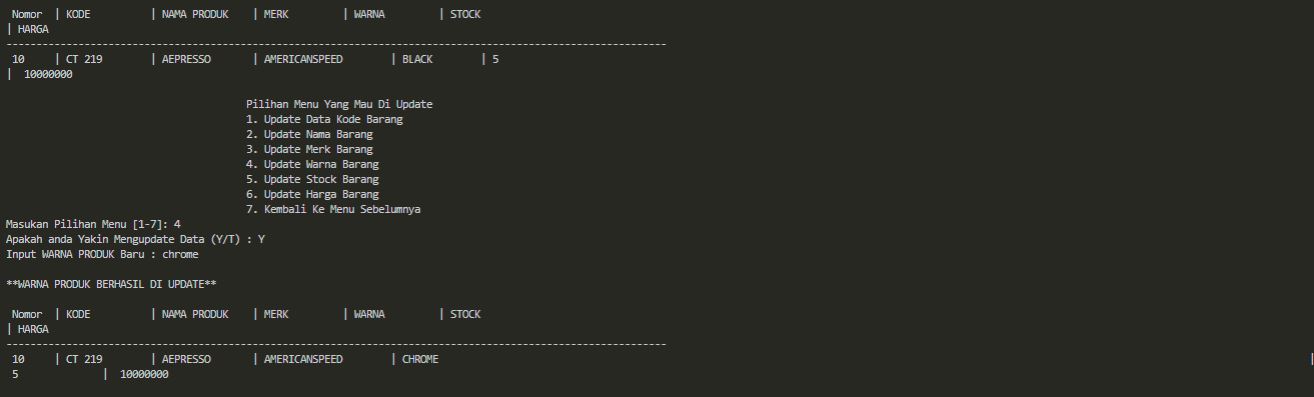 Nomor | KODE | NAMA PRODUK | MERK | WARNA | STOCK
| HARGA
--------------------------------------------------------------------------------------------------------------
10 | CT 219 | AEPRESSO | AMERICANSPEED | BLACK | 5
| 10000000
Pilihan Menu Yang Mau Di Update
1. Update Data Kode Barang
2. Update Nama Barang
3. Update Merk Barang
4. Update Warna Barang
5. Update Stock Barang
6. Update Harga Barang
7. Kembali Ke Menu Sebelumnya
Masukan Pilihan Menu [1-7]: 4
Apakah anda Yakin Mengupdate Data (Y/T) : Y
Input WARNA PRODUK Baru : chrome
**WARNA PRODUK BERHASIL DI UPDATE**
Nomor | KODE | NAMA PRODUK | MERK | WARNA | STOCK
| HARGA
--------------------------------------------------------------------------------------------------------------
10 | CT 219 | AEPRESSO | AMERICANSPEED | CHROME |
5 | 10000000